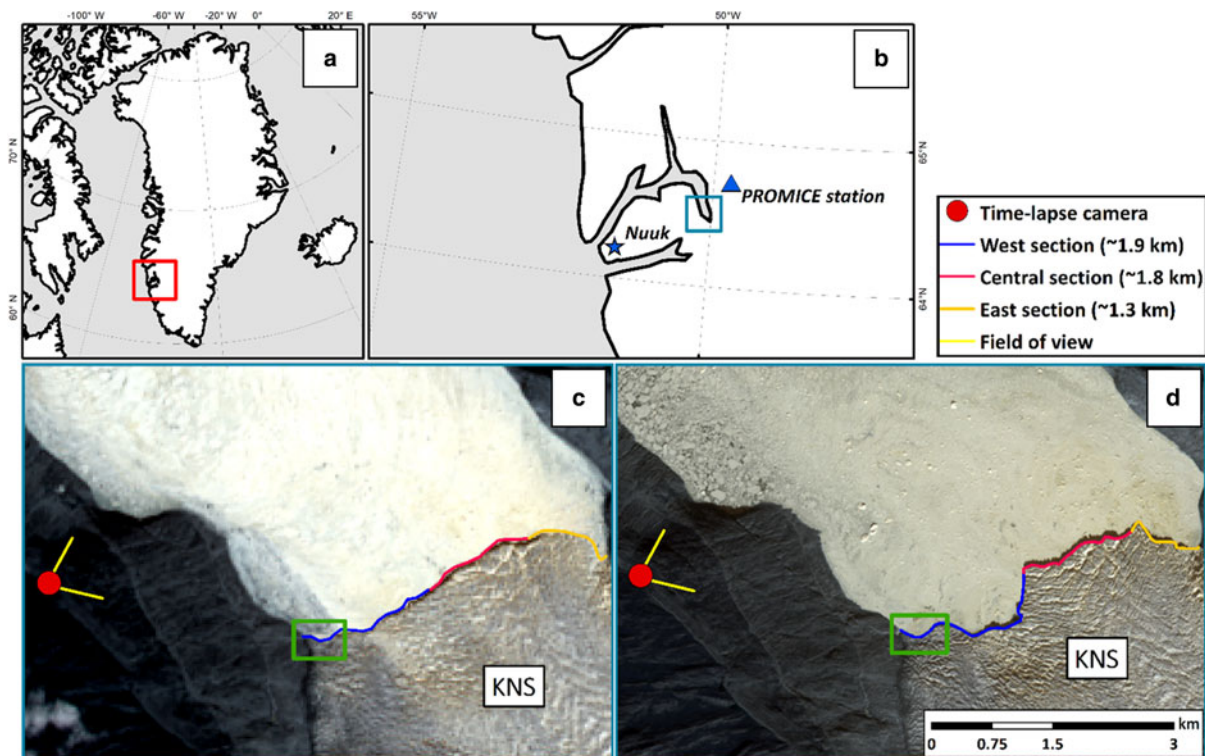 -100° W -60° W -20° W 0° 20° E
70° N
60° N
a
55°W 50°W
b
65°N
64°N
PROMICE station
Nuuk
Time-lapse camera
West section (~1.9 km)
Central section (~1.8 km)
East section (~1.3 km)
Field of view
c
KNS
d
KNS
km
0 0.75 1.5 3